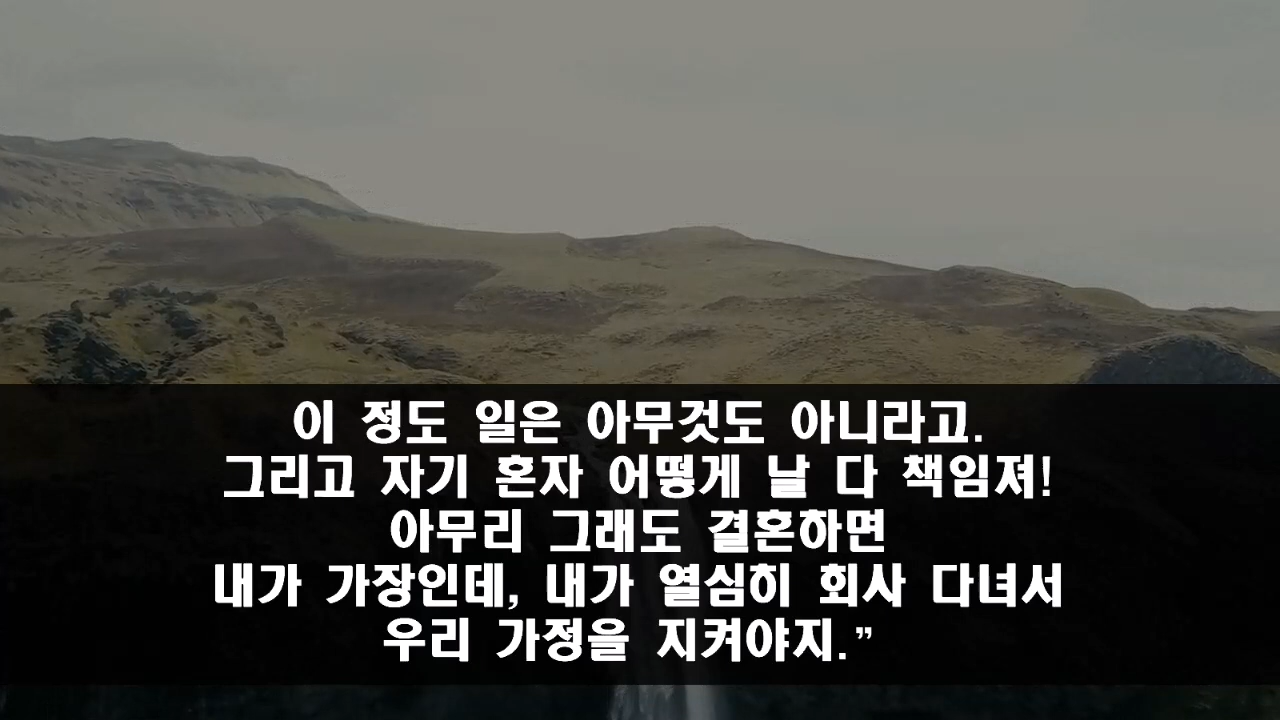 이 정도 일은 아무것도 아니라고.
그리고 자기 혼자 어떻게 날 다 책임져!
아무리 그래도 결혼하면
내가 가장인데, 내가 열심히 회사 다녀서
우리 가정을 지켜야지.”